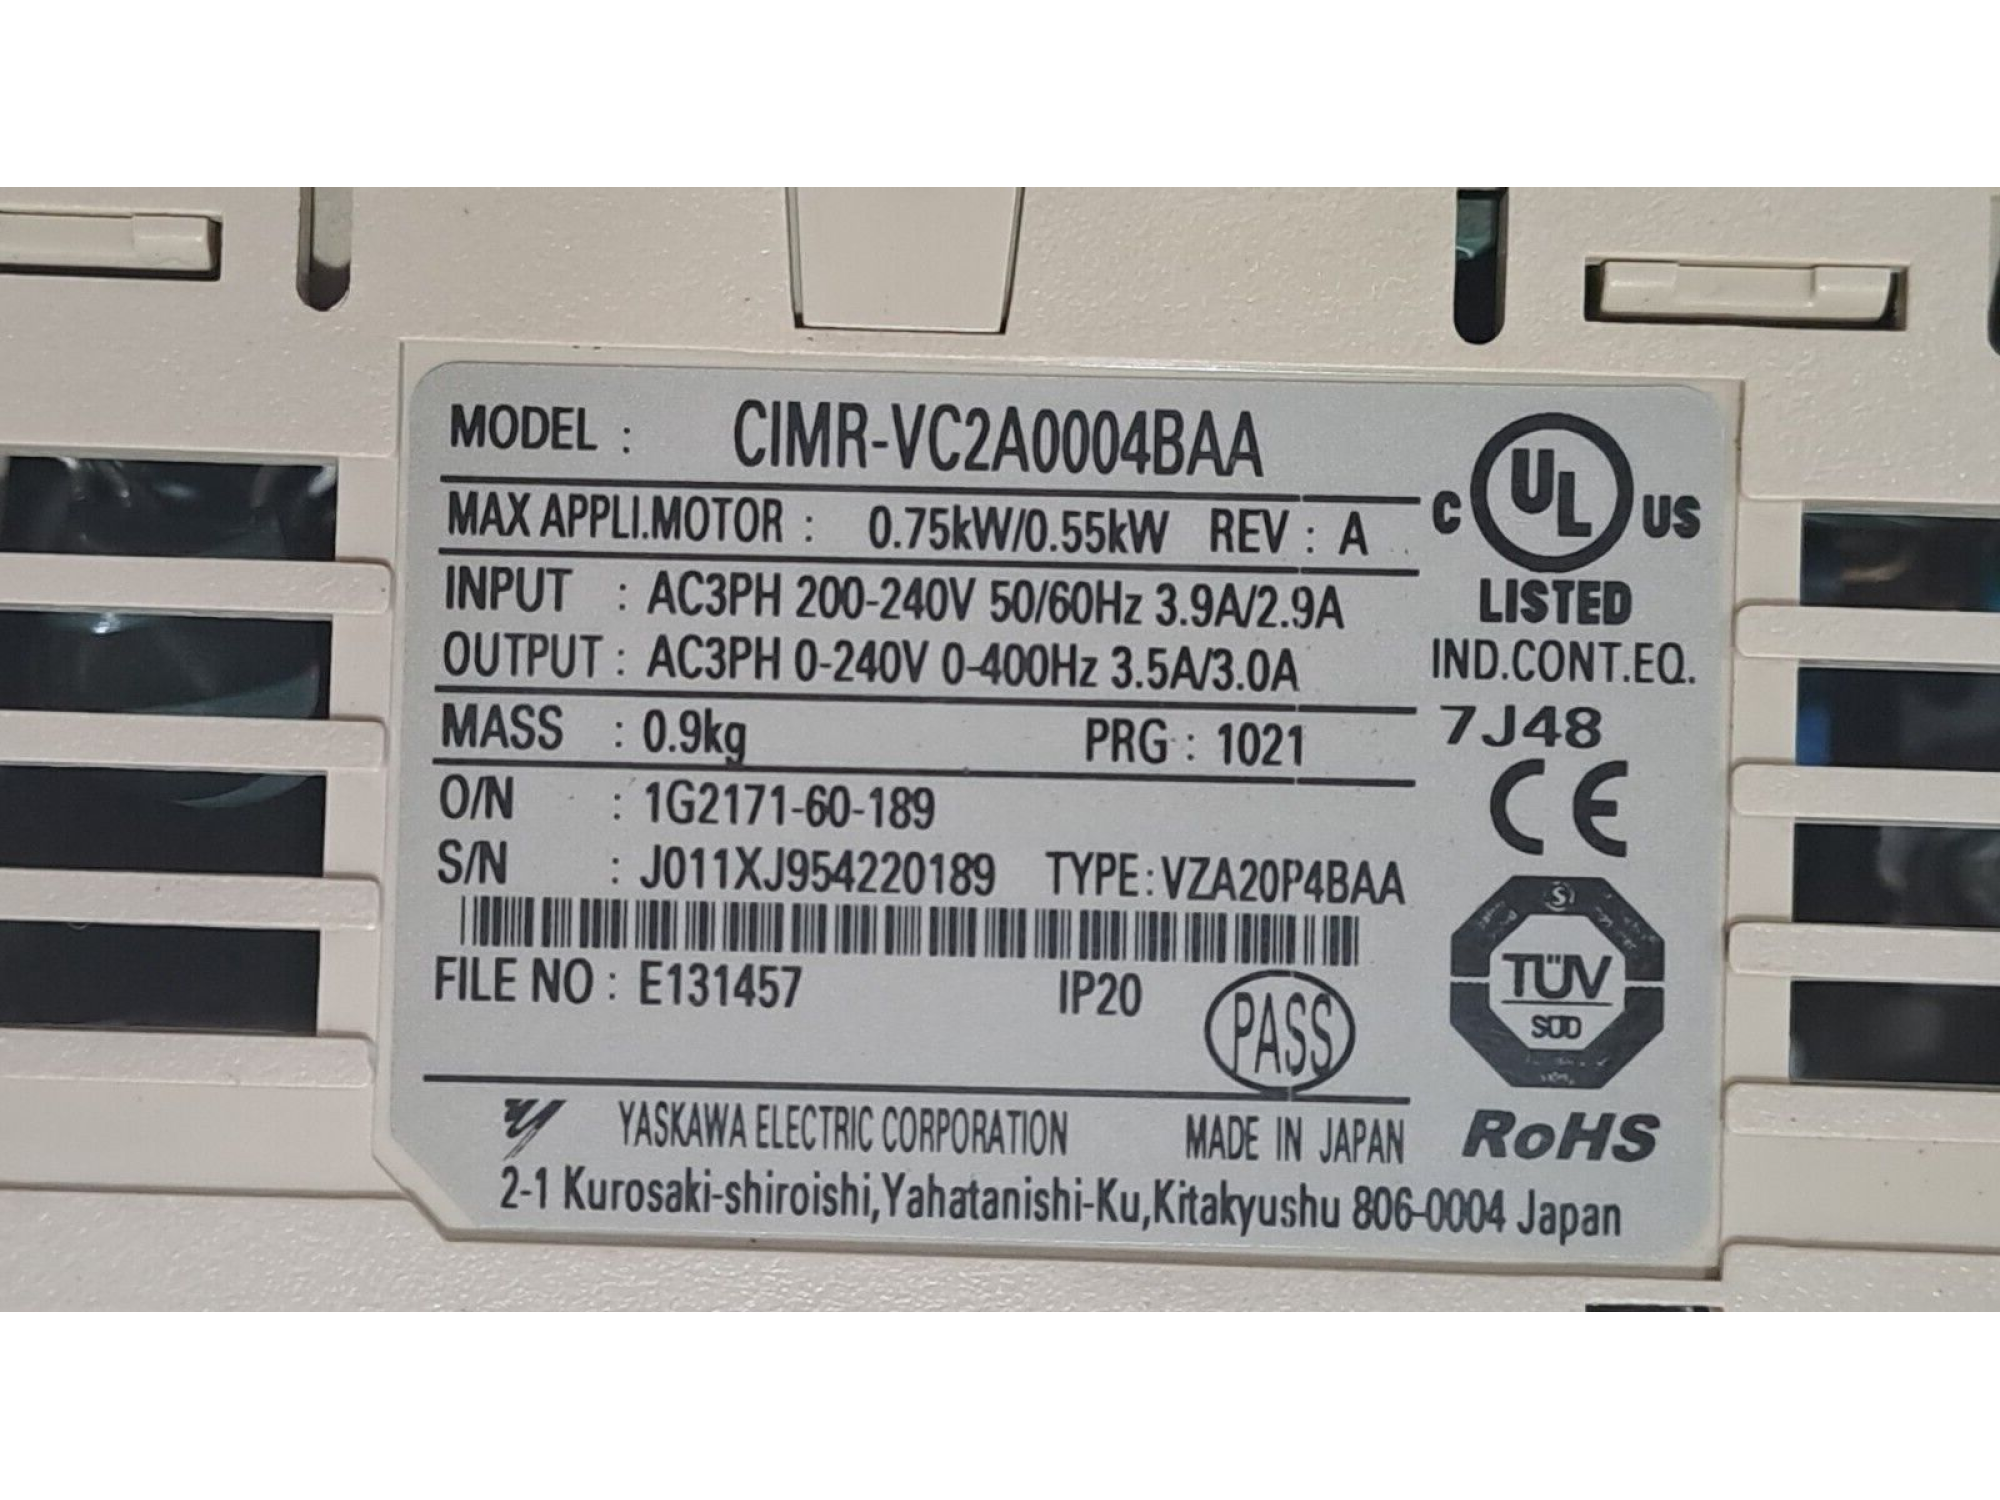 MODEL : CIMR-VC2A0004BAA
MAX APPLI.MOTOR : 0.75kW/0.55kW REV : A
C UL US
LISTED
INPUT : AC3PH 200-240V 50/60Hz 3.9A/2.9A
OUTPUT : AC3PH 0-240V 0-400Hz 3.5A/3.0A
IND.CONT.EQ.
MASS : 0.9kg PRG : 1021
7J48
CE
O/N : 1G2171-60-189
S/N : J011XJ954220189 TYPE : VZA20P4BAA
FILE NO : E131457 IP20 PASS
TÜV
SÜD
YASKAWA ELECTRIC CORPORATION MADE IN JAPAN
RoHS
2-1 Kurosaki-shiroishi,Yahatanishi-Ku,Kitakyushu 806-0004 Japan